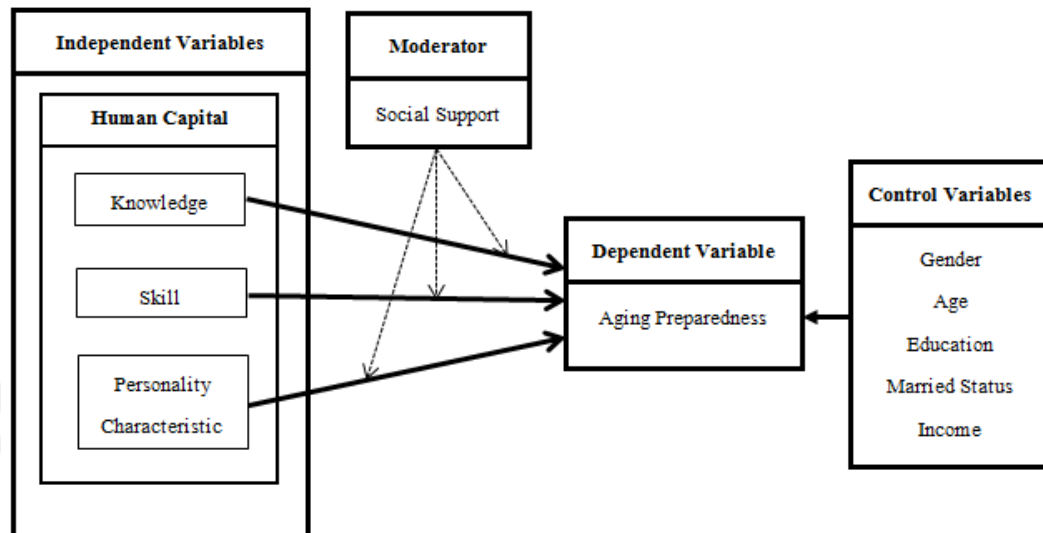 Independent Variables
Human Capital
Knowledge
Skill
Personality
Characteristic
Moderator
Social Support
Dependent Variable
Aging Preparedness
Control Variables
Gender
Age
Education
Married Status
Income